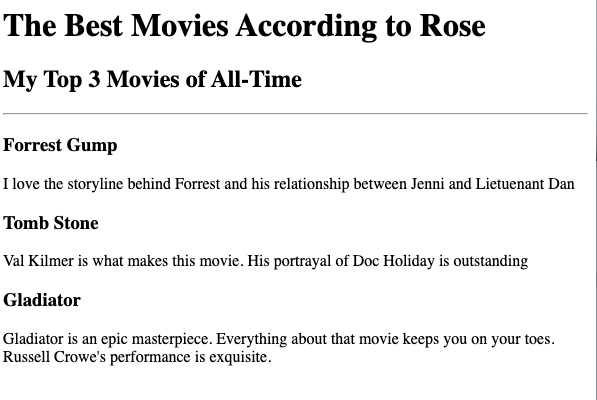 The Best Movies According to Rose
My Top 3 Movies of All-Time
Forrest Gump
I love the storyline behind Forrest and his relationship between Jenni and Lietuenant Dan
Tomb Stone
Val Kilmer is what makes this movie. His portrayal of Doc Holiday is outstanding
Gladiator
Gladiator is an epic masterpiece. Everything about that movie keeps you on your toes.
Russell Crowe's performance is exquisite.